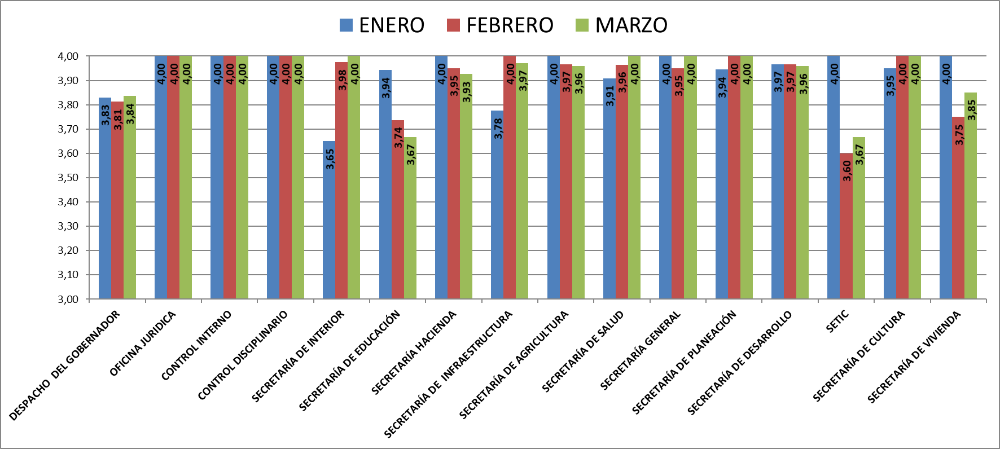 ENERO FEBRERO MARZO
4,00
3,90
3,80
3,70
3,60
3,50
3,40
3,30
3,20
3,10
3,00
3,83 3,81 3,84
4,00 4,00 4,00
4,00 4,00 4,00
4,00 4,00 4,00
3,65 3,98 4,00
3,94 3,74 3,67
4,00 3,95 3,93
3,78 4,00 3,97
4,00 3,97 3,96
3,91 3,96 4,00
4,00 3,95 4,00
3,94 4,00 4,00
3,97 3,97 3,96
4,00 3,60 3,67
3,95 4,00 4,00
4,00 3,75 3,85
DESPACHO DEL GOBERNADOR
OFICINA JURIDICA
CONTROL INTERNO
CONTROL DISCIPLINARIO
SECRETARÍA DE INTERIOR
SECRETARÍA DE EDUCACIÓN
SECRETARÍA HACIENDA
SECRETARÍA DE INFRAESTRUCTURA
SECRETARÍA DE AGRICULTURA
SECRETARÍA DE SALUD
SECRETARÍA GENERAL
SECRETARÍA DE PLANEACIÓN
SECRETARÍA DE DESARROLLO
SETIC
SECRETARÍA DE CULTURA
SECRETARÍA DE VIVIENDA